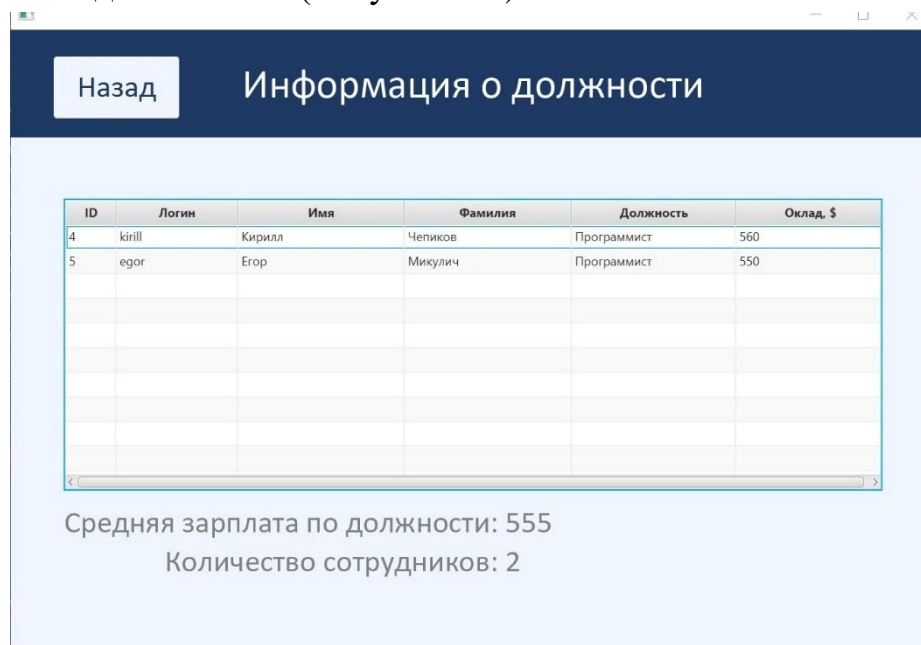 Назад
Информация о должности
ID Логин Имя Фамилия Должность Оклад, $
4 kirill Кирилл Чепиков Программист 560
5 egor Егор Микулич Программист 550
Средняя зарплата по должности: 555
Количество сотрудников: 2